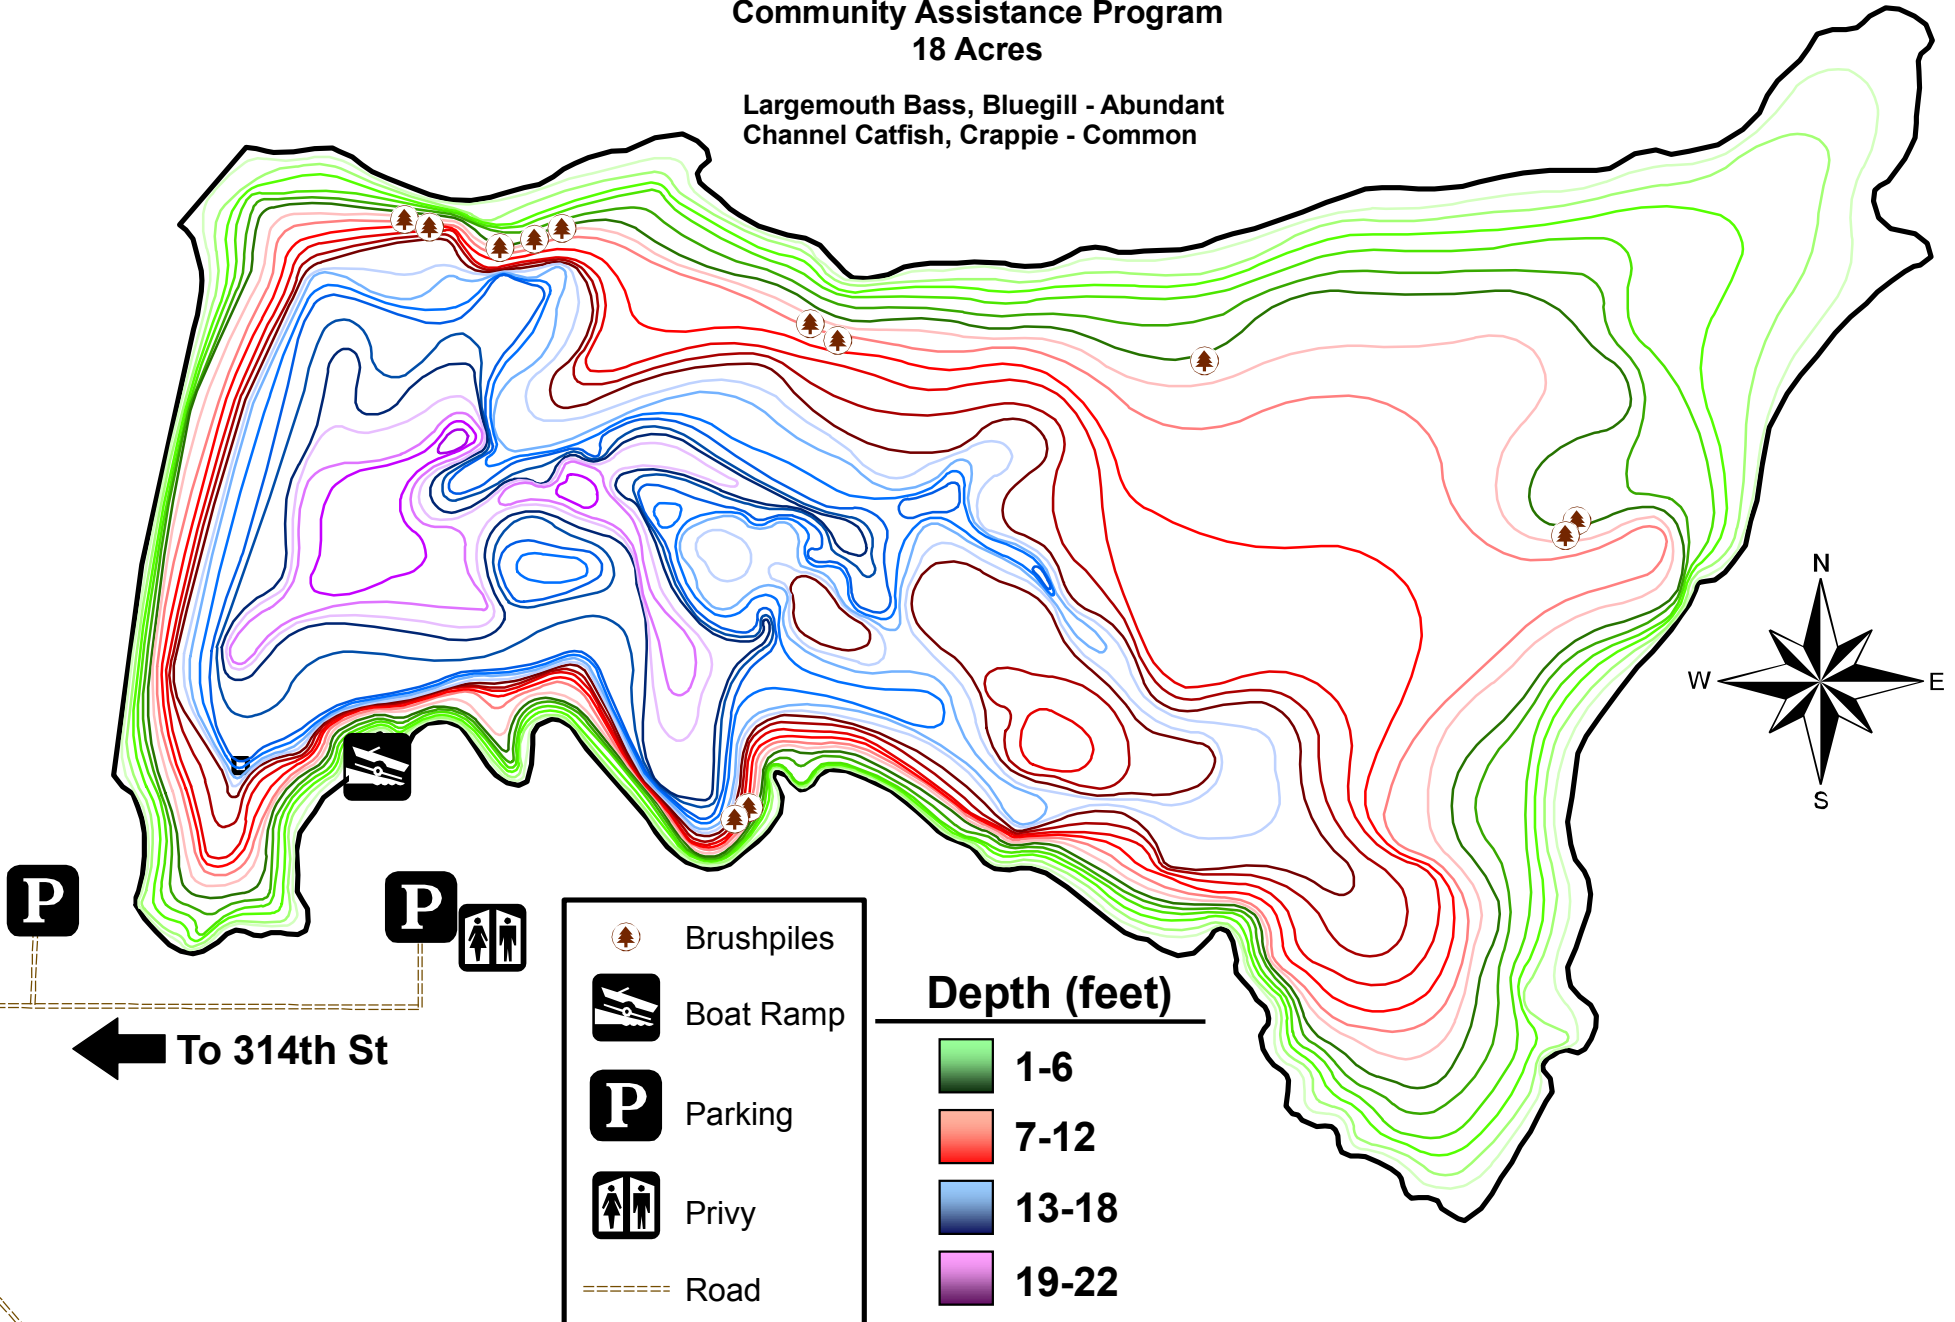 Community Assistance Program
18 Acres
Largemouth Bass, Bluegill - Abundant
Channel Catfish, Crappie - Common
N
W
E
S
P
P
To 314th St
Brushpiles
Boat Ramp
P
Parking
Privy
Road
Depth (feet)
1-6
7-12
13-18
19-22